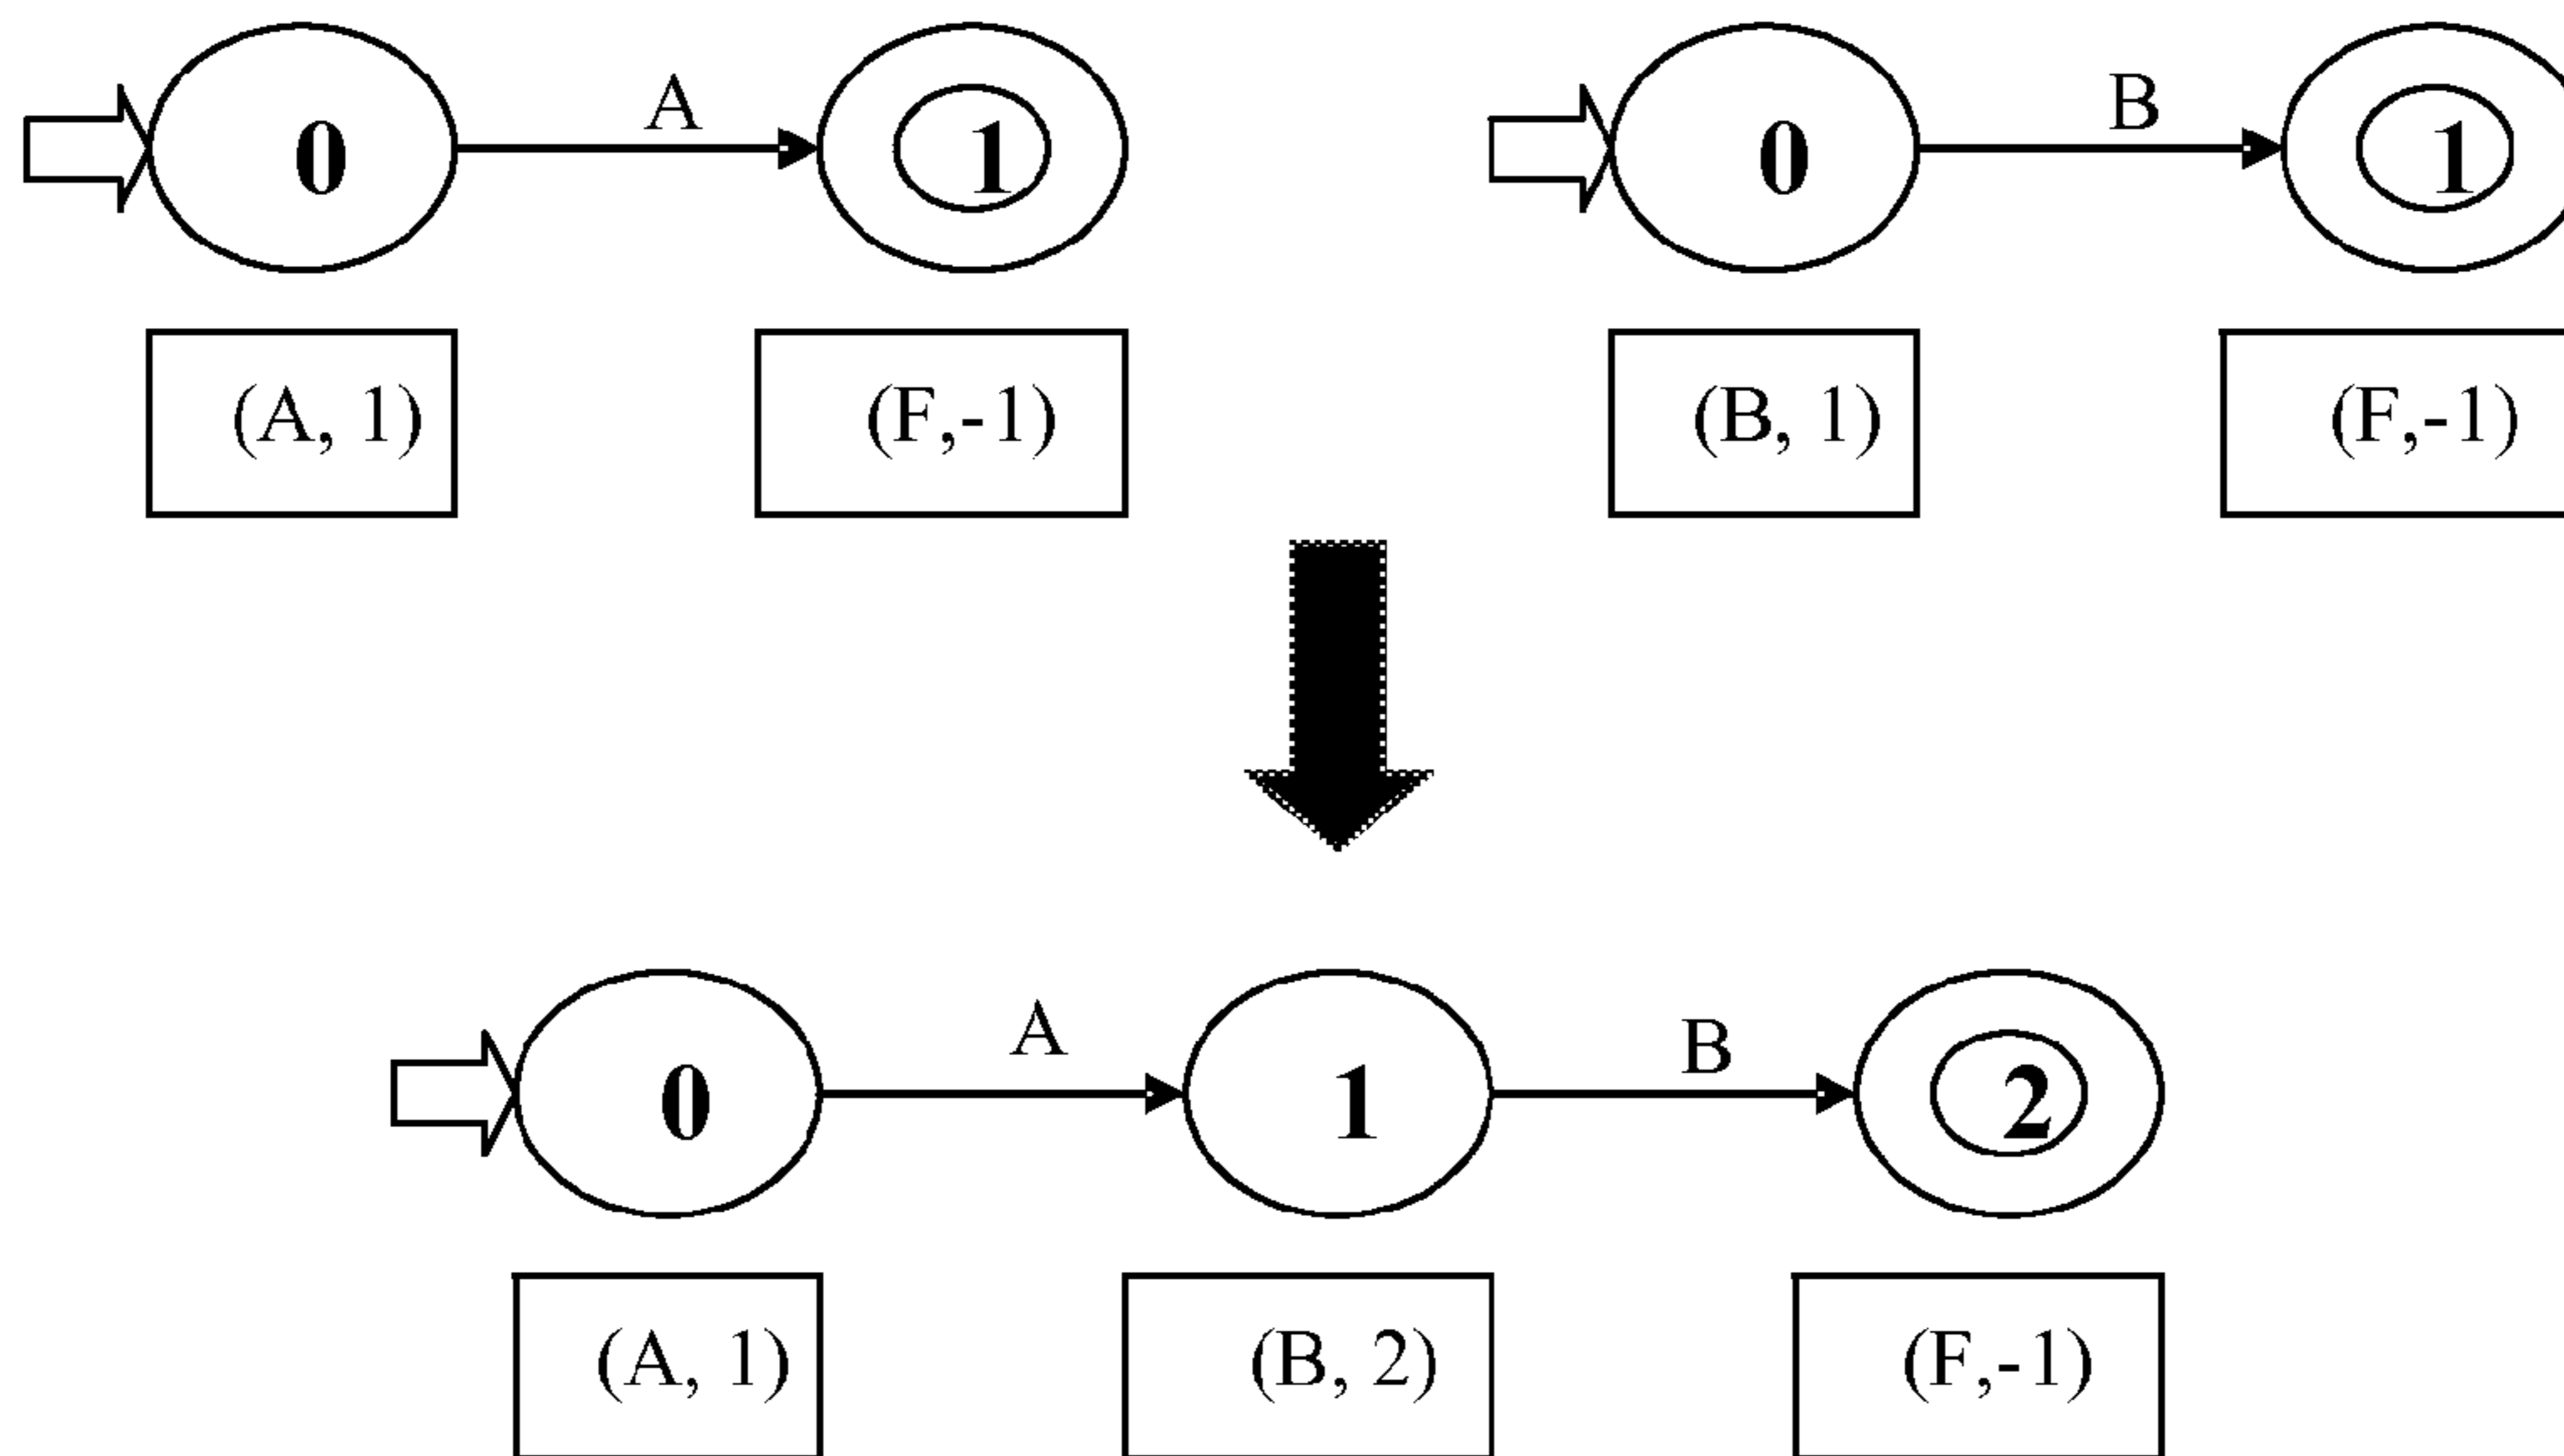 A B
0 1 0 1
(A, 1) (F,-1) (B, 1) (F,-1)
A B
0 1 2
(A, 1) (B, 2) (F,-1)